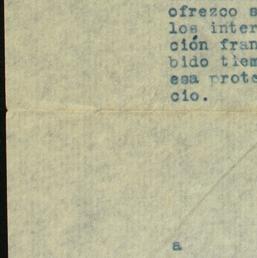 ofrezco s
los inter
ción fran
bido tiem
esa prote
cio.
a